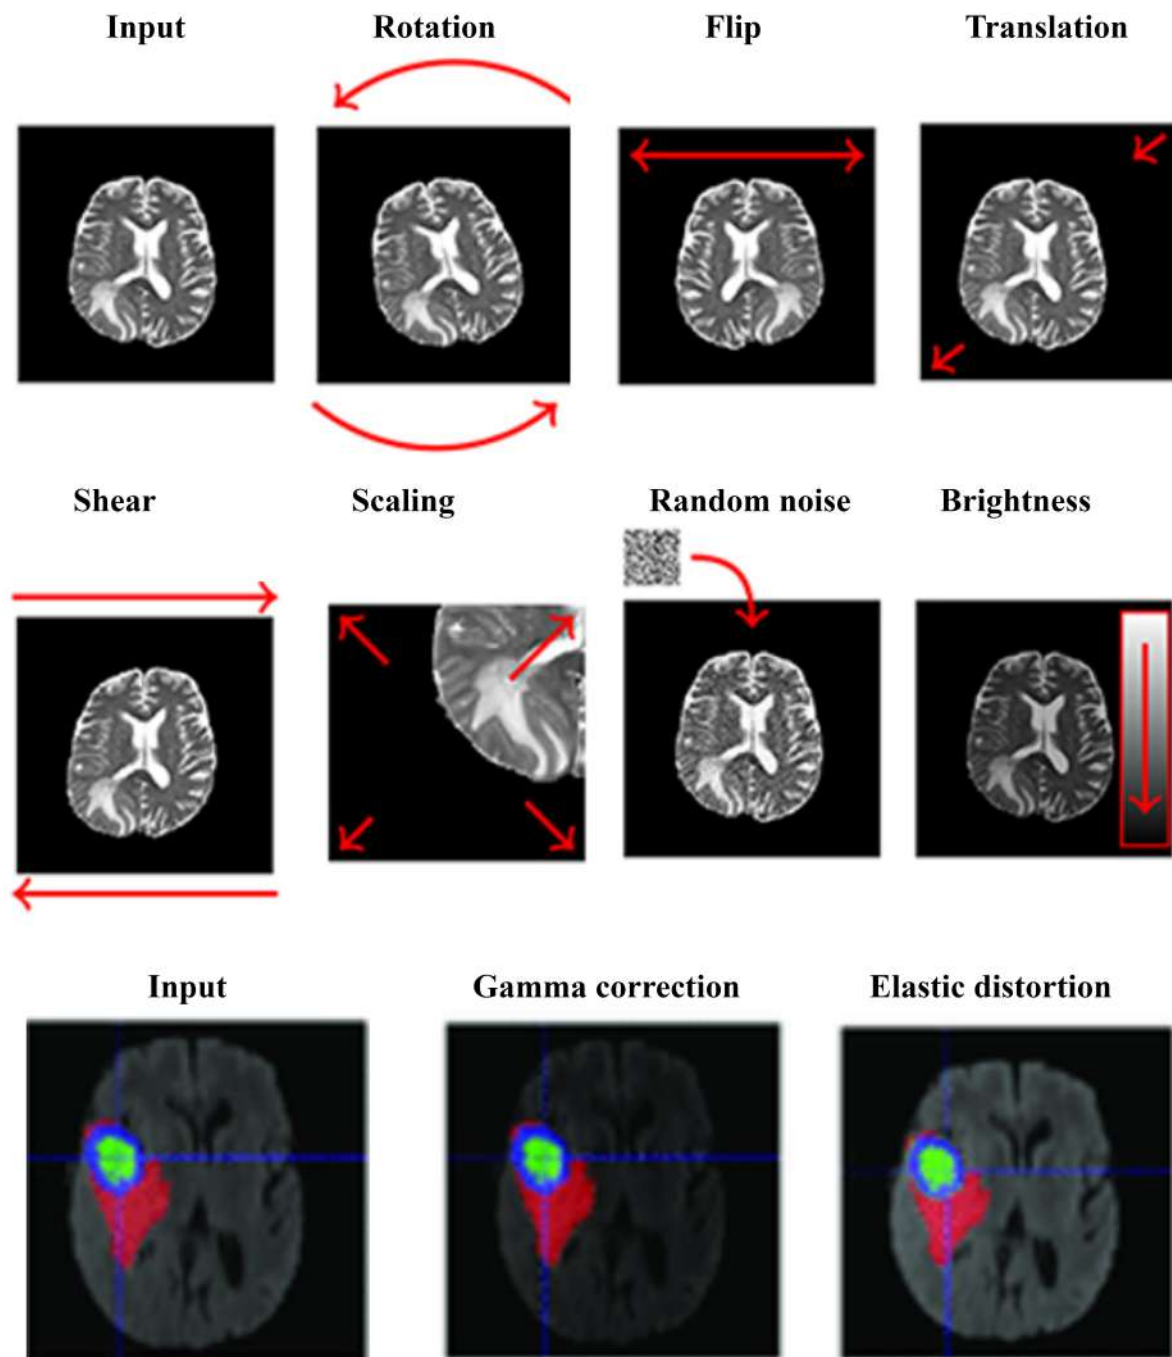 Input Rotation Flip Translation
Shear Scaling Random noise Brightness
Input Gamma correction Elastic distortion